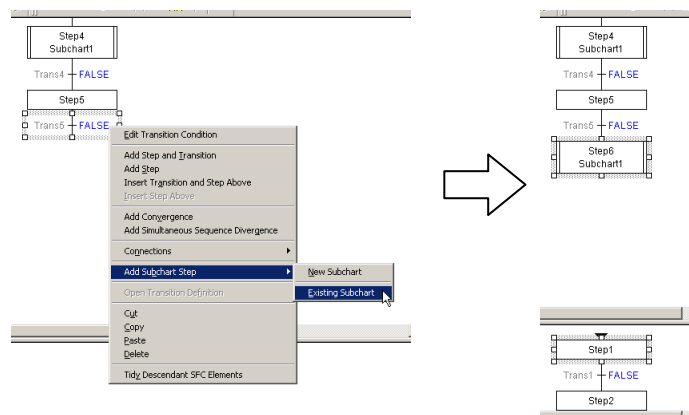 Step4
Subchart1
Trans4 FALSE
Step5
Trans5 FALSE
Edit Transition Condition
Add Step and Transition
Add Step
Insert Transition and Step Above
Insert Step Above
Add Convergence
Add Simultaneous Sequence Divergence
Connections
Add Subchart Step
New Subchart
Existing Subchart
Open Transition Definition
Cut
Copy
Paste
Delete
Tidy Descendant SFC Elements
Step4
Subchart1
Trans4 FALSE
Step5
Trans5 FALSE
Step6
Subchart1
Step1
Trans1 FALSE
Step2